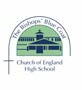 The Bishops' Blue Coat
Church of England
High School